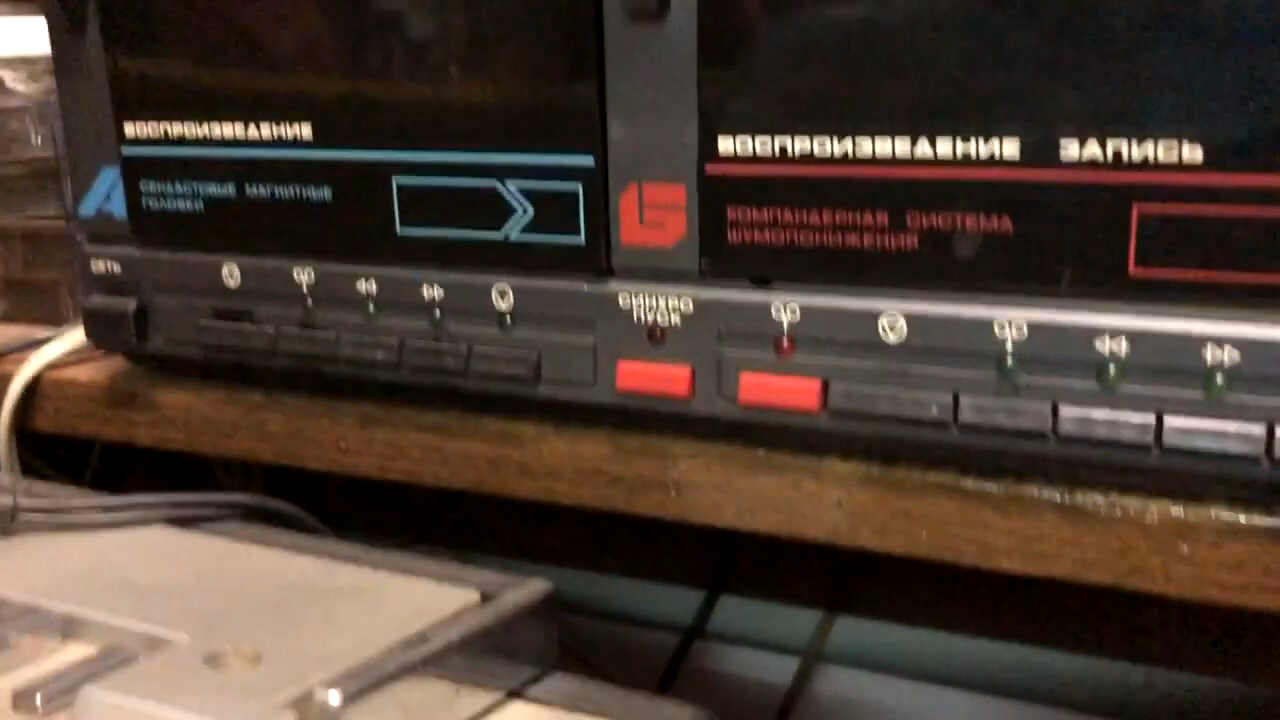 ВОСПРОИЗВЕДЕНИЕ
А
СЕНДАСТОВЫЕ МАГНИТНЫЕ
ГОЛОВКИ
СЕТЬ
Б
ВОСПРОИЗВЕДЕНИЕ ЗАПИСЬ
КОМПАНДЕРНАЯ СИСТЕМА
ШУМОПОНИЖЕНИЯ
СИНХРО
ПУСК